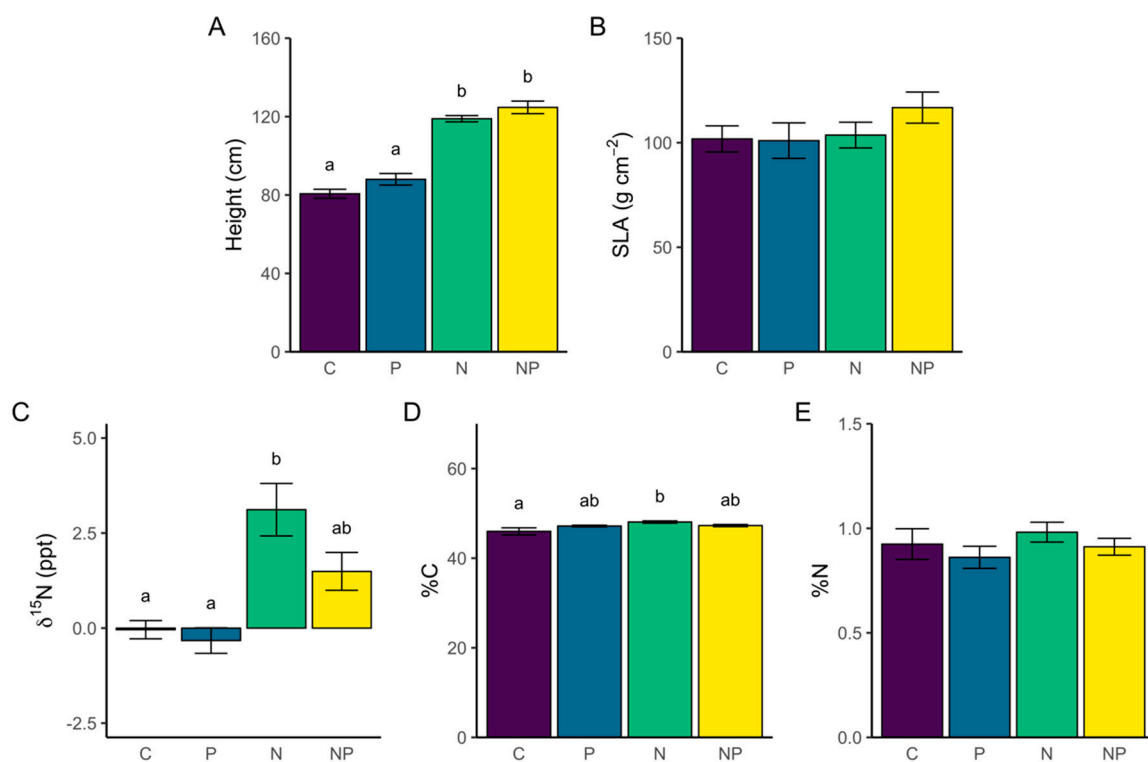 A
Height (cm)
160
120
80
40
0
a
a
b
b
C P N NP
B
SLA (g cm⁻²)
150
100
50
0
C P N NP
C
δ¹⁵N (ppt)
5.0
2.5
0.0
-2.5
a
a
b
ab
C P N NP
D
%C
60
40
20
0
a
ab
b
ab
C P N NP
E
%N
1.5
1.0
0.5
0.0
C P N NP